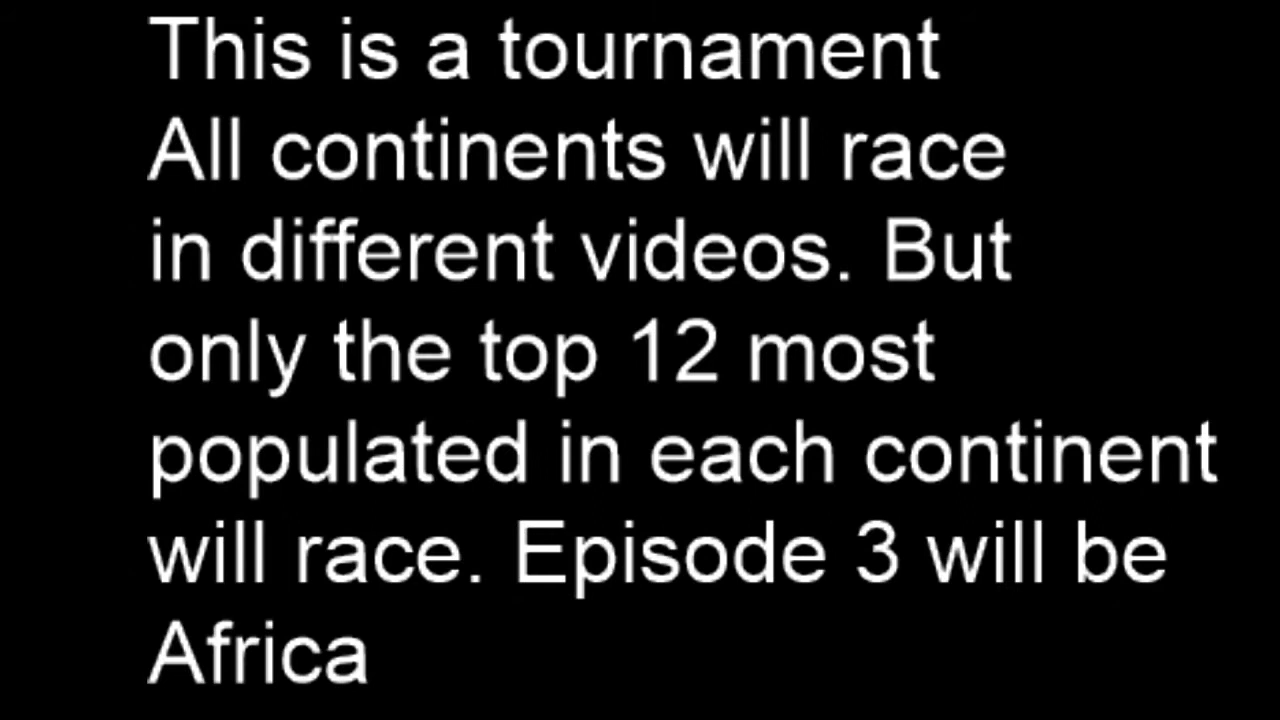 This is a tournament
All continents will race
in different videos. But
only the top 12 most
populated in each continent
will race. Episode 3 will be
Africa